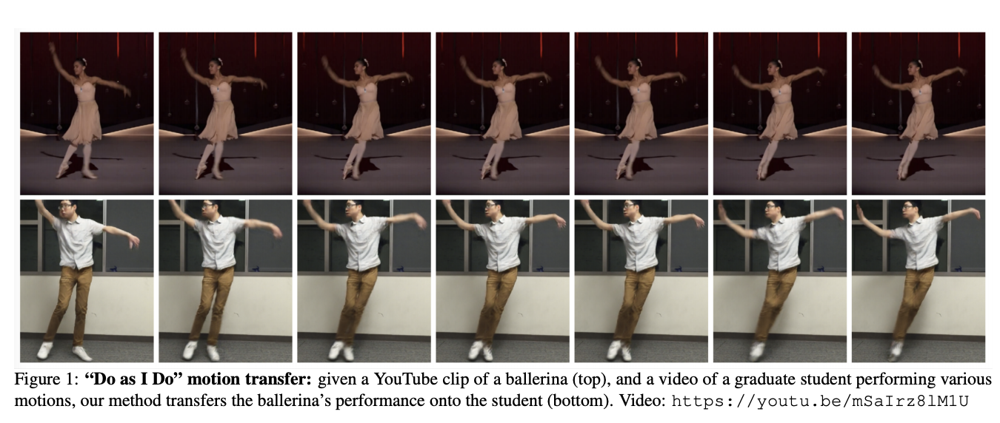 Figure 1: “Do as I Do” motion transfer: given a YouTube clip of a ballerina (top), and a video of a graduate student performing various
motions, our method transfers the ballerina’s performance onto the student (bottom). Video: https://youtu.be/mSaIrz8lM1U